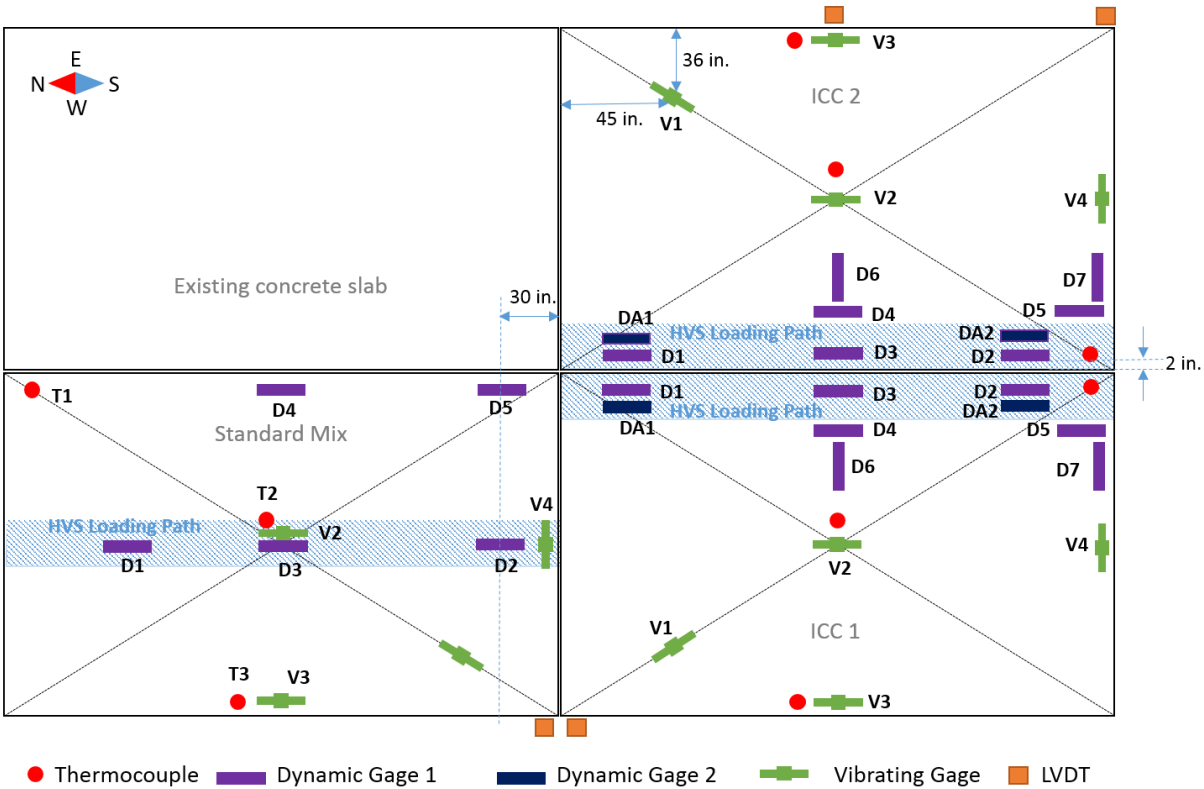 E
N S
W
36 in.
V3
ICC 2
45 in.
V1
V2
V4
Existing concrete slab
30 in.
D6
D7
D4
D5
DA1
HVS Loading Path
DA2
D1
D3
D2
2 in.
T1
D4
D5
Standard Mix
D1
D3
D2
HVS Loading Path
DA1
DA2
D4
D5
D6
D7
T2
V4
HVS Loading Path
V2
D1
D3
D2
V2
V4
V1
ICC 1
T3
V3
V3
Thermocouple
Dynamic Gage 1
Dynamic Gage 2
Vibrating Gage
LVDT